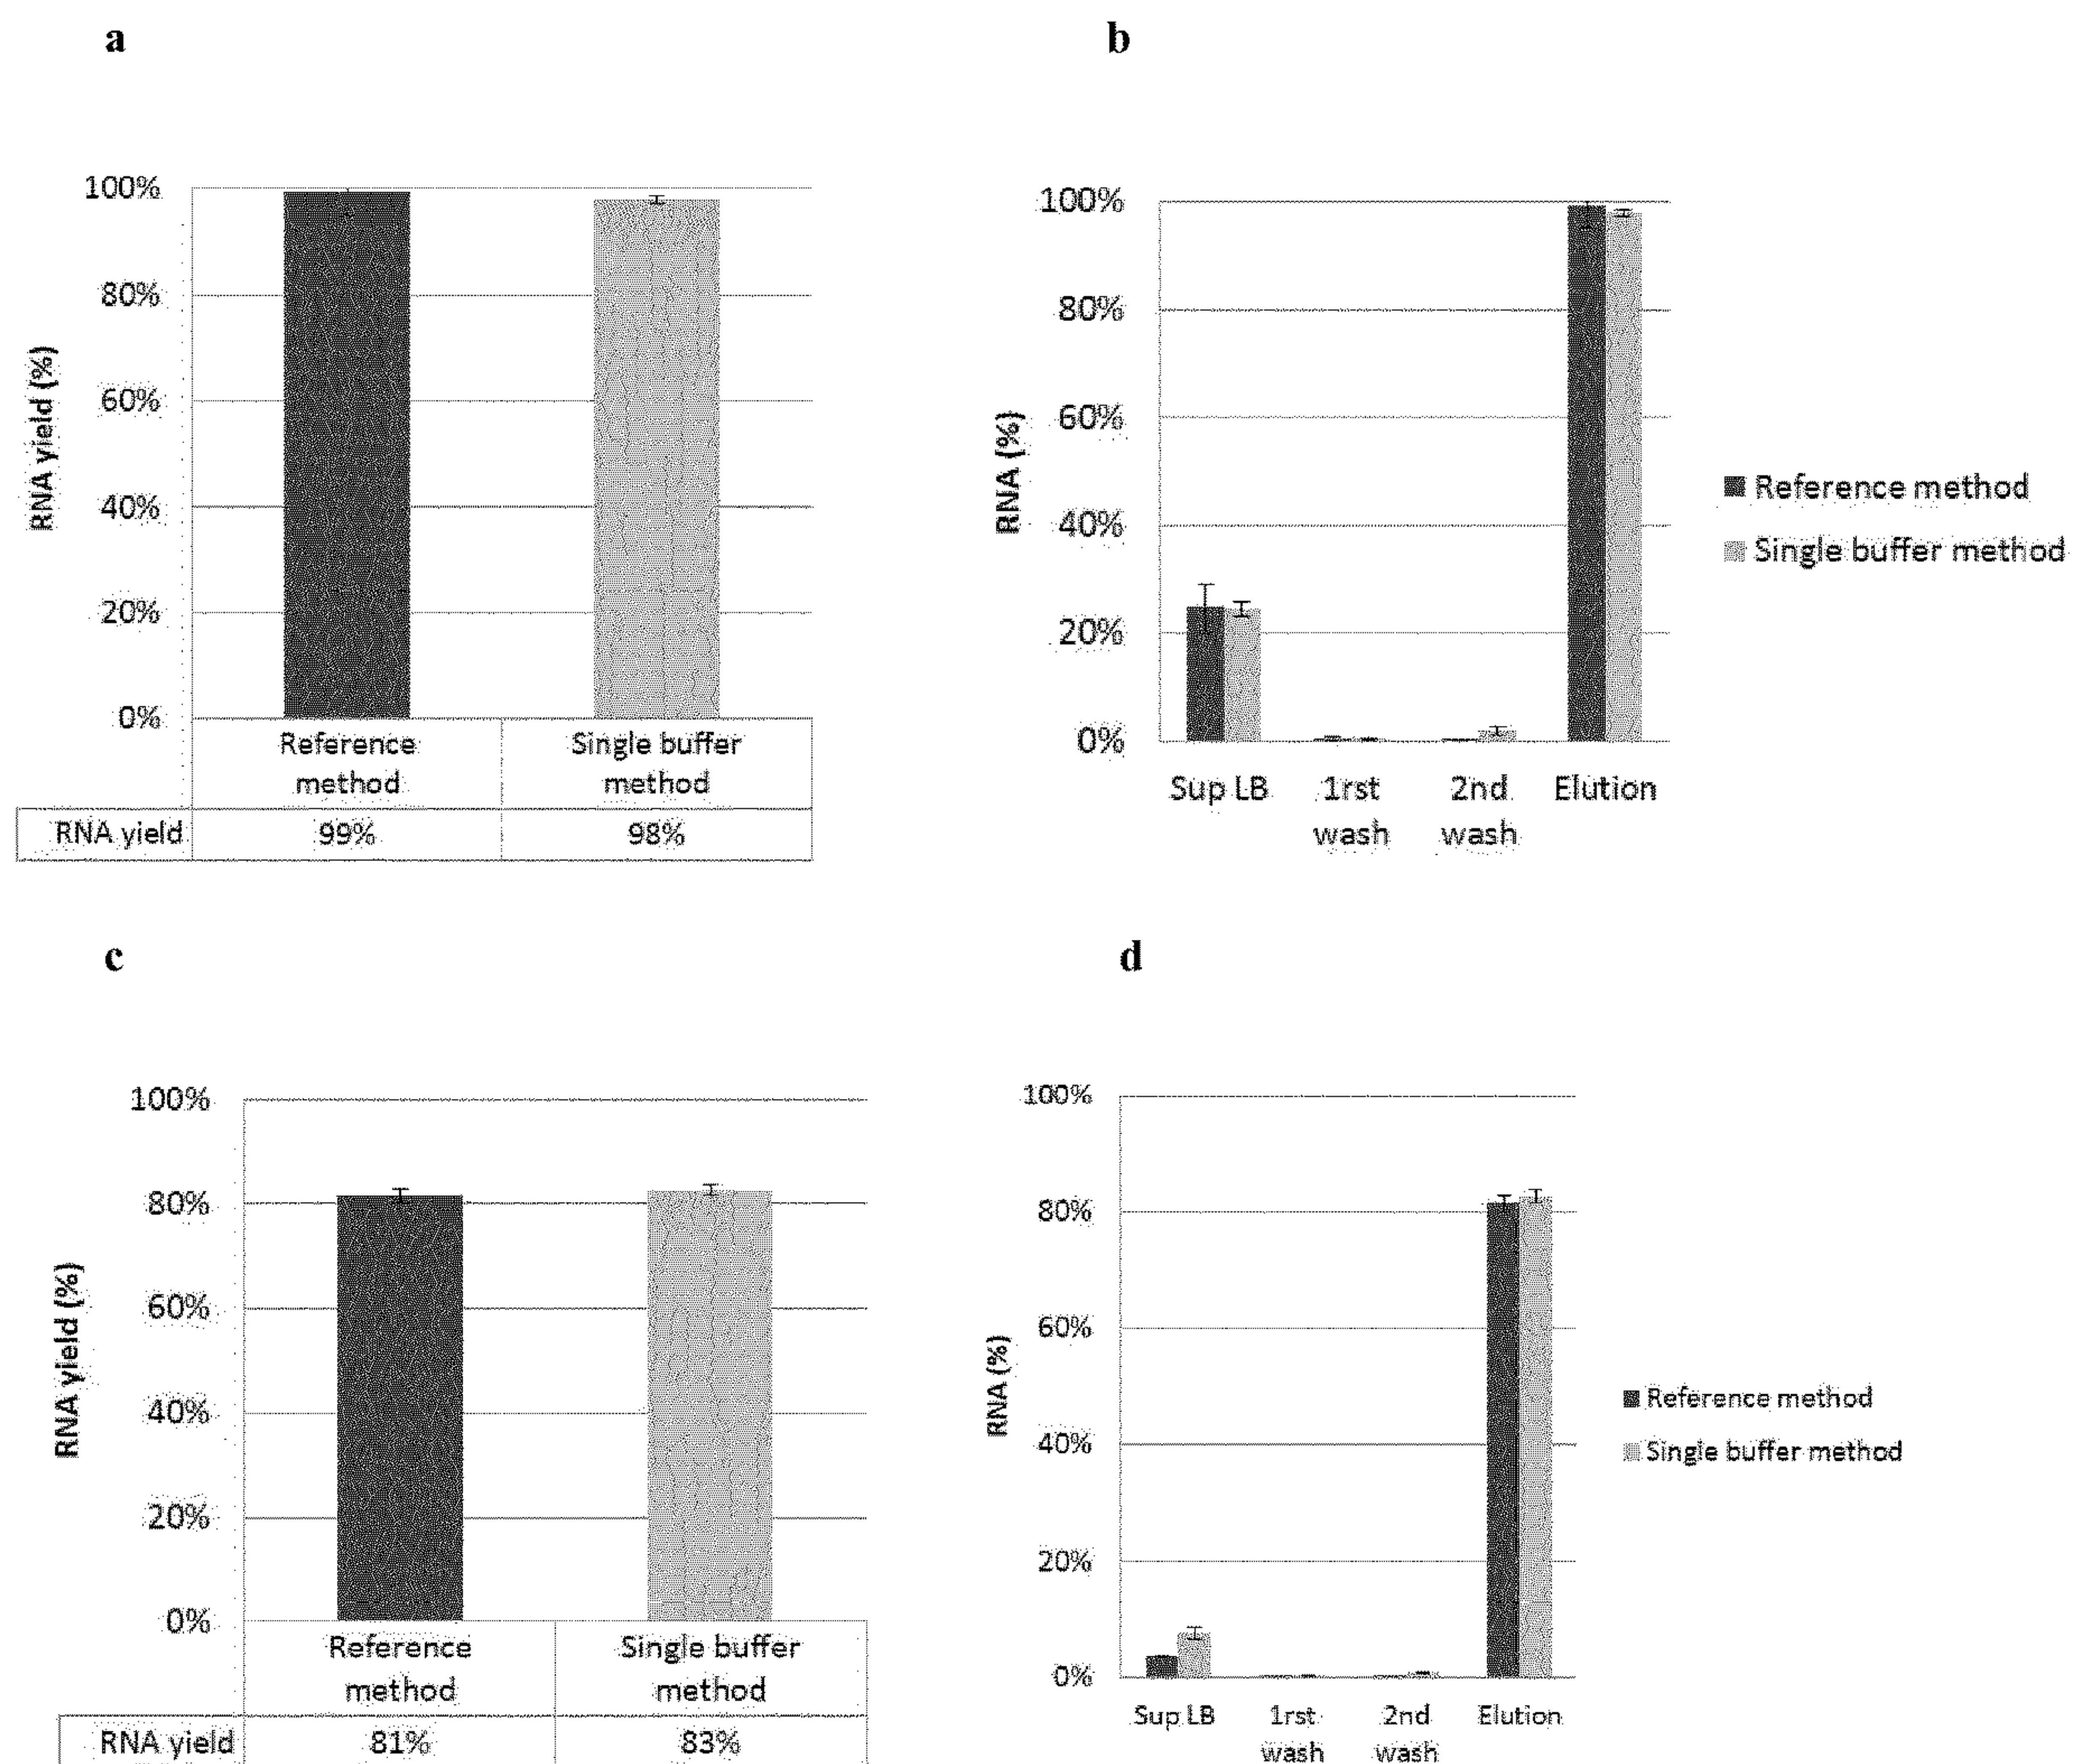 a
100%
80%
60%
40%
20%
0%
RNA yield (%)
Reference
method
Single buffer
method
RNA yield
99%
98%
b
100%
80%
60%
40%
20%
0%
RNA (%)
Sup LB
1rst
wash
2nd
wash
Elution
Reference method
Single buffer method
c
100%
80%
60%
40%
20%
0%
RNA yield (%)
Reference
method
Single buffer
method
RNA yield
81%
83%
d
100%
80%
60%
40%
20%
0%
RNA (%)
Sup LB
1rst
wash
2nd
wash
Elution
Reference method
Single buffer method